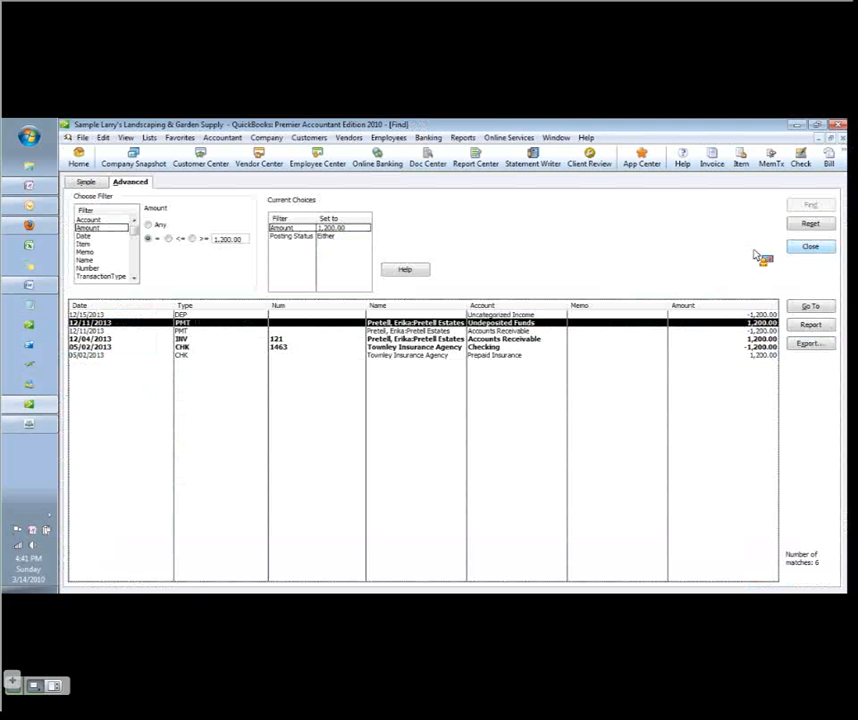 Sample Larry's Landscaping & Garden Supply - QuickBooks: Premier Accountant Edition 2010 - [Find]
File Edit View Lists Favorites Accountant Company Customers Vendors Employees Banking Reports Online Services Window Help
Home Company Snapshot Customer Center Vendor Center Employee Center Online Banking Doc Center Report Center Statement Writer Client Review App Center Help Invoice Item MemTx Check Bill
Simple Advanced
Choose Filter
Filter
Account
Amount
Date
Item
Memo
Name
Number
TransactionType
Amount
Any
= <= >= 1,200.00
Current Choices
Filter Set to
Amount 1,200.00
Posting Status Either
Help
Find
Reset
Close
Date Type Num Name Account Memo Amount
12/15/2013 DEP Uncategorized Income -1,200.00
12/11/2013 PMT Pretell, Erika:Pretell Estates Undeposited Funds 1,200.00
12/11/2013 PMT Pretell, Erika:Pretell Estates Accounts Receivable -1,200.00
12/04/2013 INV 121 Pretell, Erika:Pretell Estates Accounts Receivable 1,200.00
05/02/2013 CHK 1463 Townley Insurance Agency Checking -1,200.00
05/02/2013 CHK Townley Insurance Agency Prepaid Insurance 1,200.00
Go To
Report
Export...
Number of
matches: 6
4:41 PM
Sunday
3/14/2010